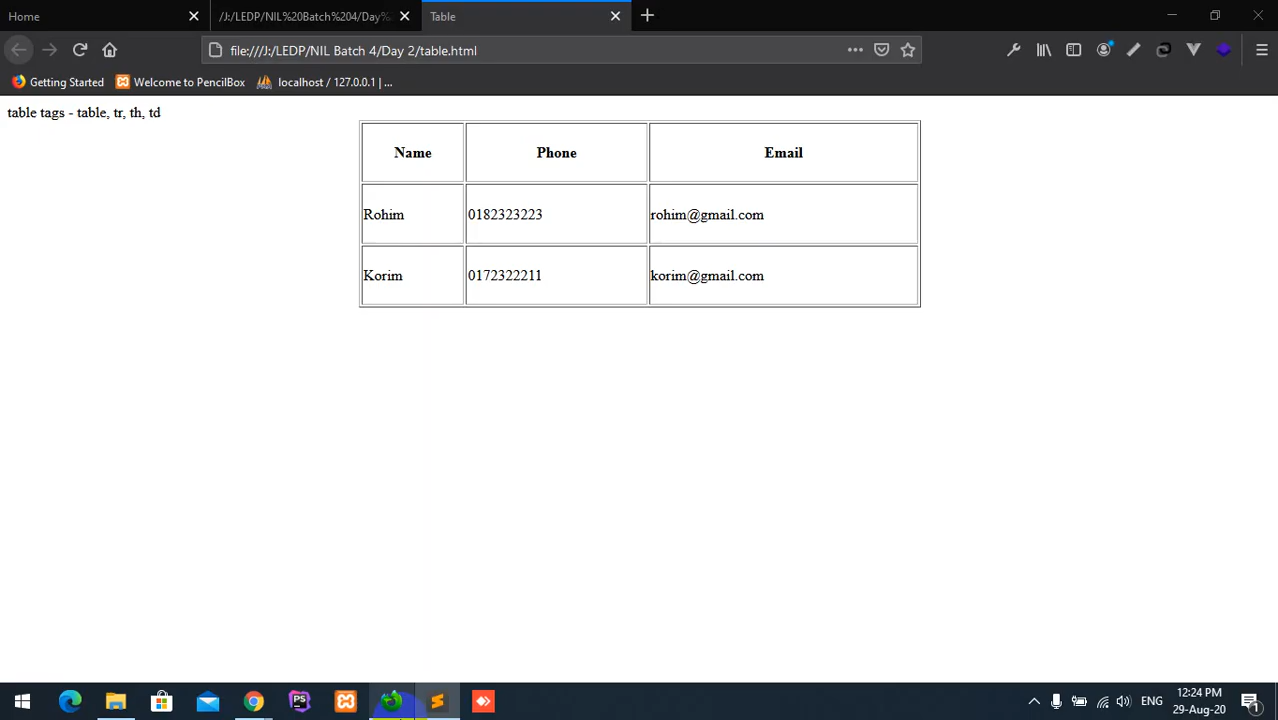 Home
//J:/LEDP/NIL%20Batch%204/Day%
Table
file:///J:/LEDP/NIL Batch 4/Day 2/table.html
Getting Started
Welcome to PencilBox
localhost / 127.0.0.1 | ...
table tags - table, tr, th, td
Name Phone Email
Rohim 0182323223 rohim@gmail.com
Korim 0172322211 korim@gmail.com
PS
ENG
12:24 PM
29-Aug-20
1